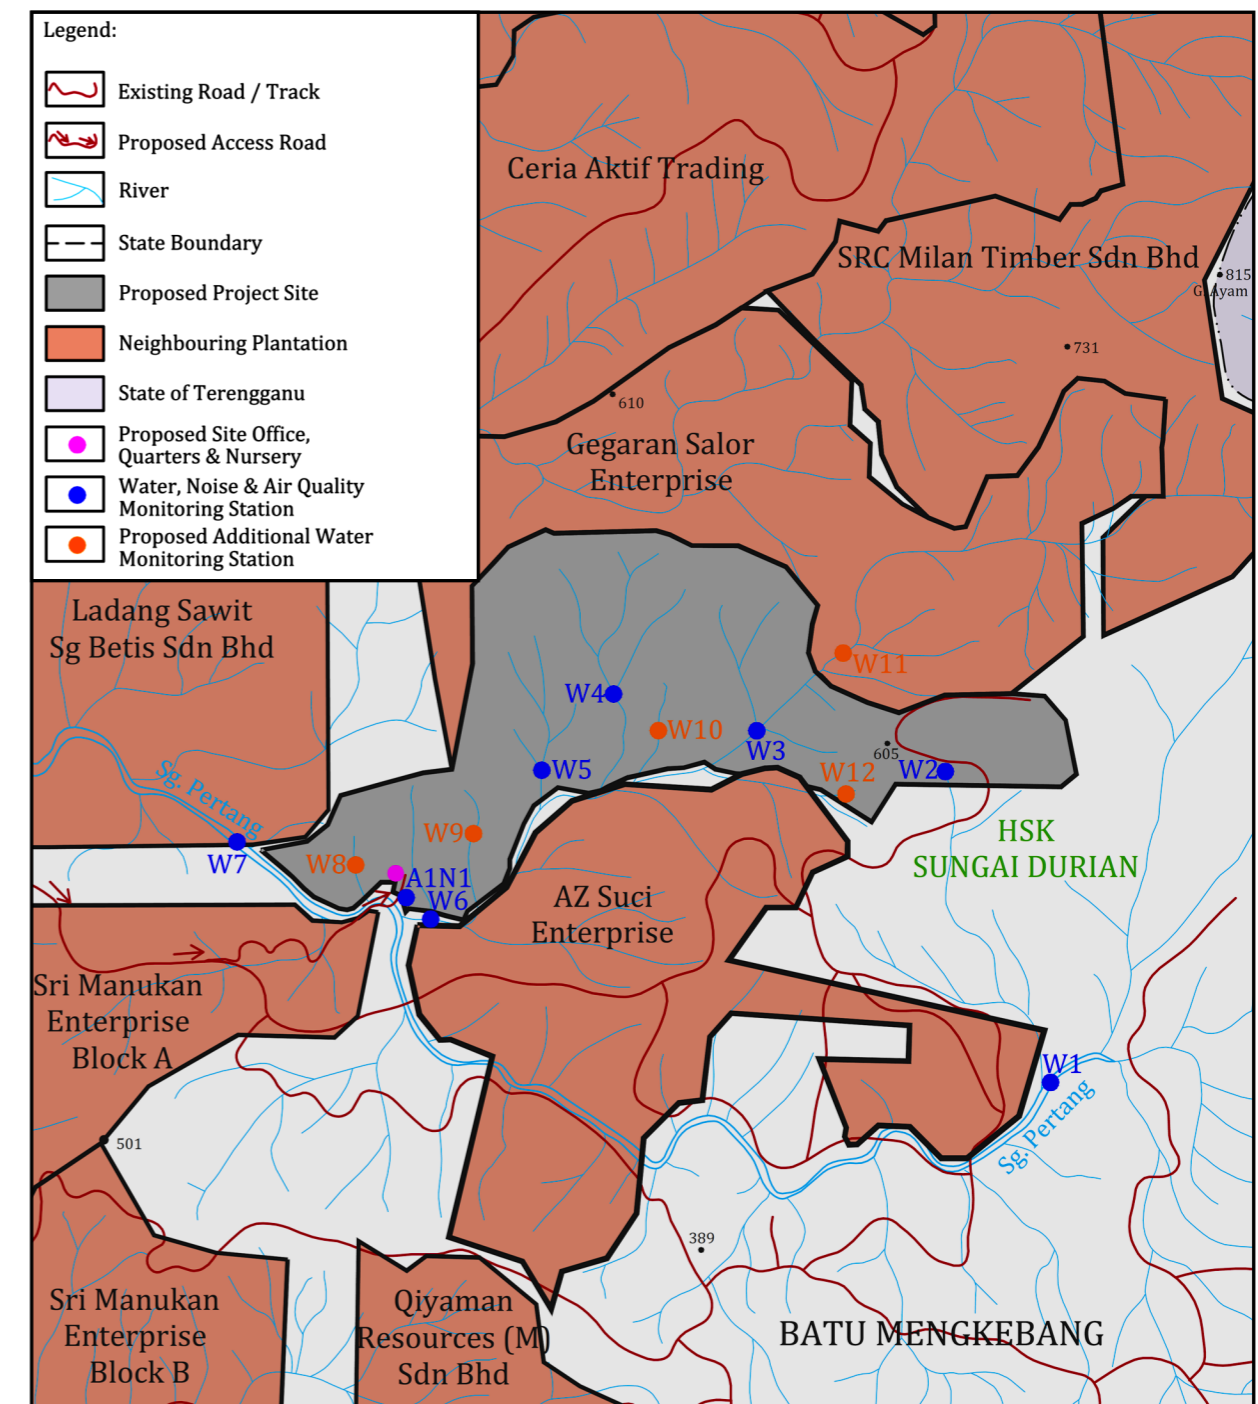 Legend:
Existing Road / Track
Proposed Access Road
River
State Boundary
Proposed Project Site
Neighbouring Plantation
State of Terengganu
Proposed Site Office,
Quarters & Nursery
Water, Noise & Air Quality
Monitoring Station
Proposed Additional Water
Monitoring Station
Ceria Aktif Trading
SRC Milan Timber Sdn Bhd
815
G. Ayam
731
610
Gegaran Salor
Enterprise
Ladang Sawit
Sg Betis Sdn Bhd
W11
W4
W10
W3
605
W5
W12
W2
Sg. Pertang
W9
W7
W8
A1N1
W6
HSK
SUNGAI DURIAN
AZ Suci
Enterprise
Sri Manukan
Enterprise
Block A
W1
Sg. Pertang
501
389
Sri Manukan
Enterprise
Block B
Qiyaman
Resources (M)
Sdn Bhd
BATU MENGKEBANG